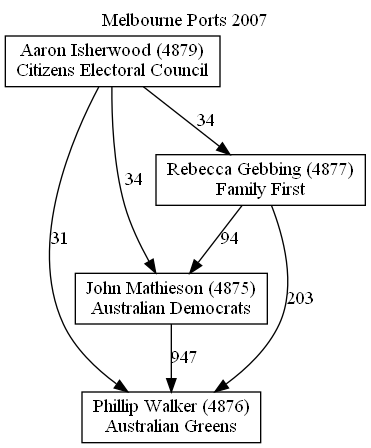 Melbourne Ports 2007
Aaron Isherwood (4879)
Citizens Electoral Council
34
Rebecca Gebbing (4877)
Family First
31
34
94
John Mathieson (4875)
Australian Democrats
203
947
Phillip Walker (4876)
Australian Greens